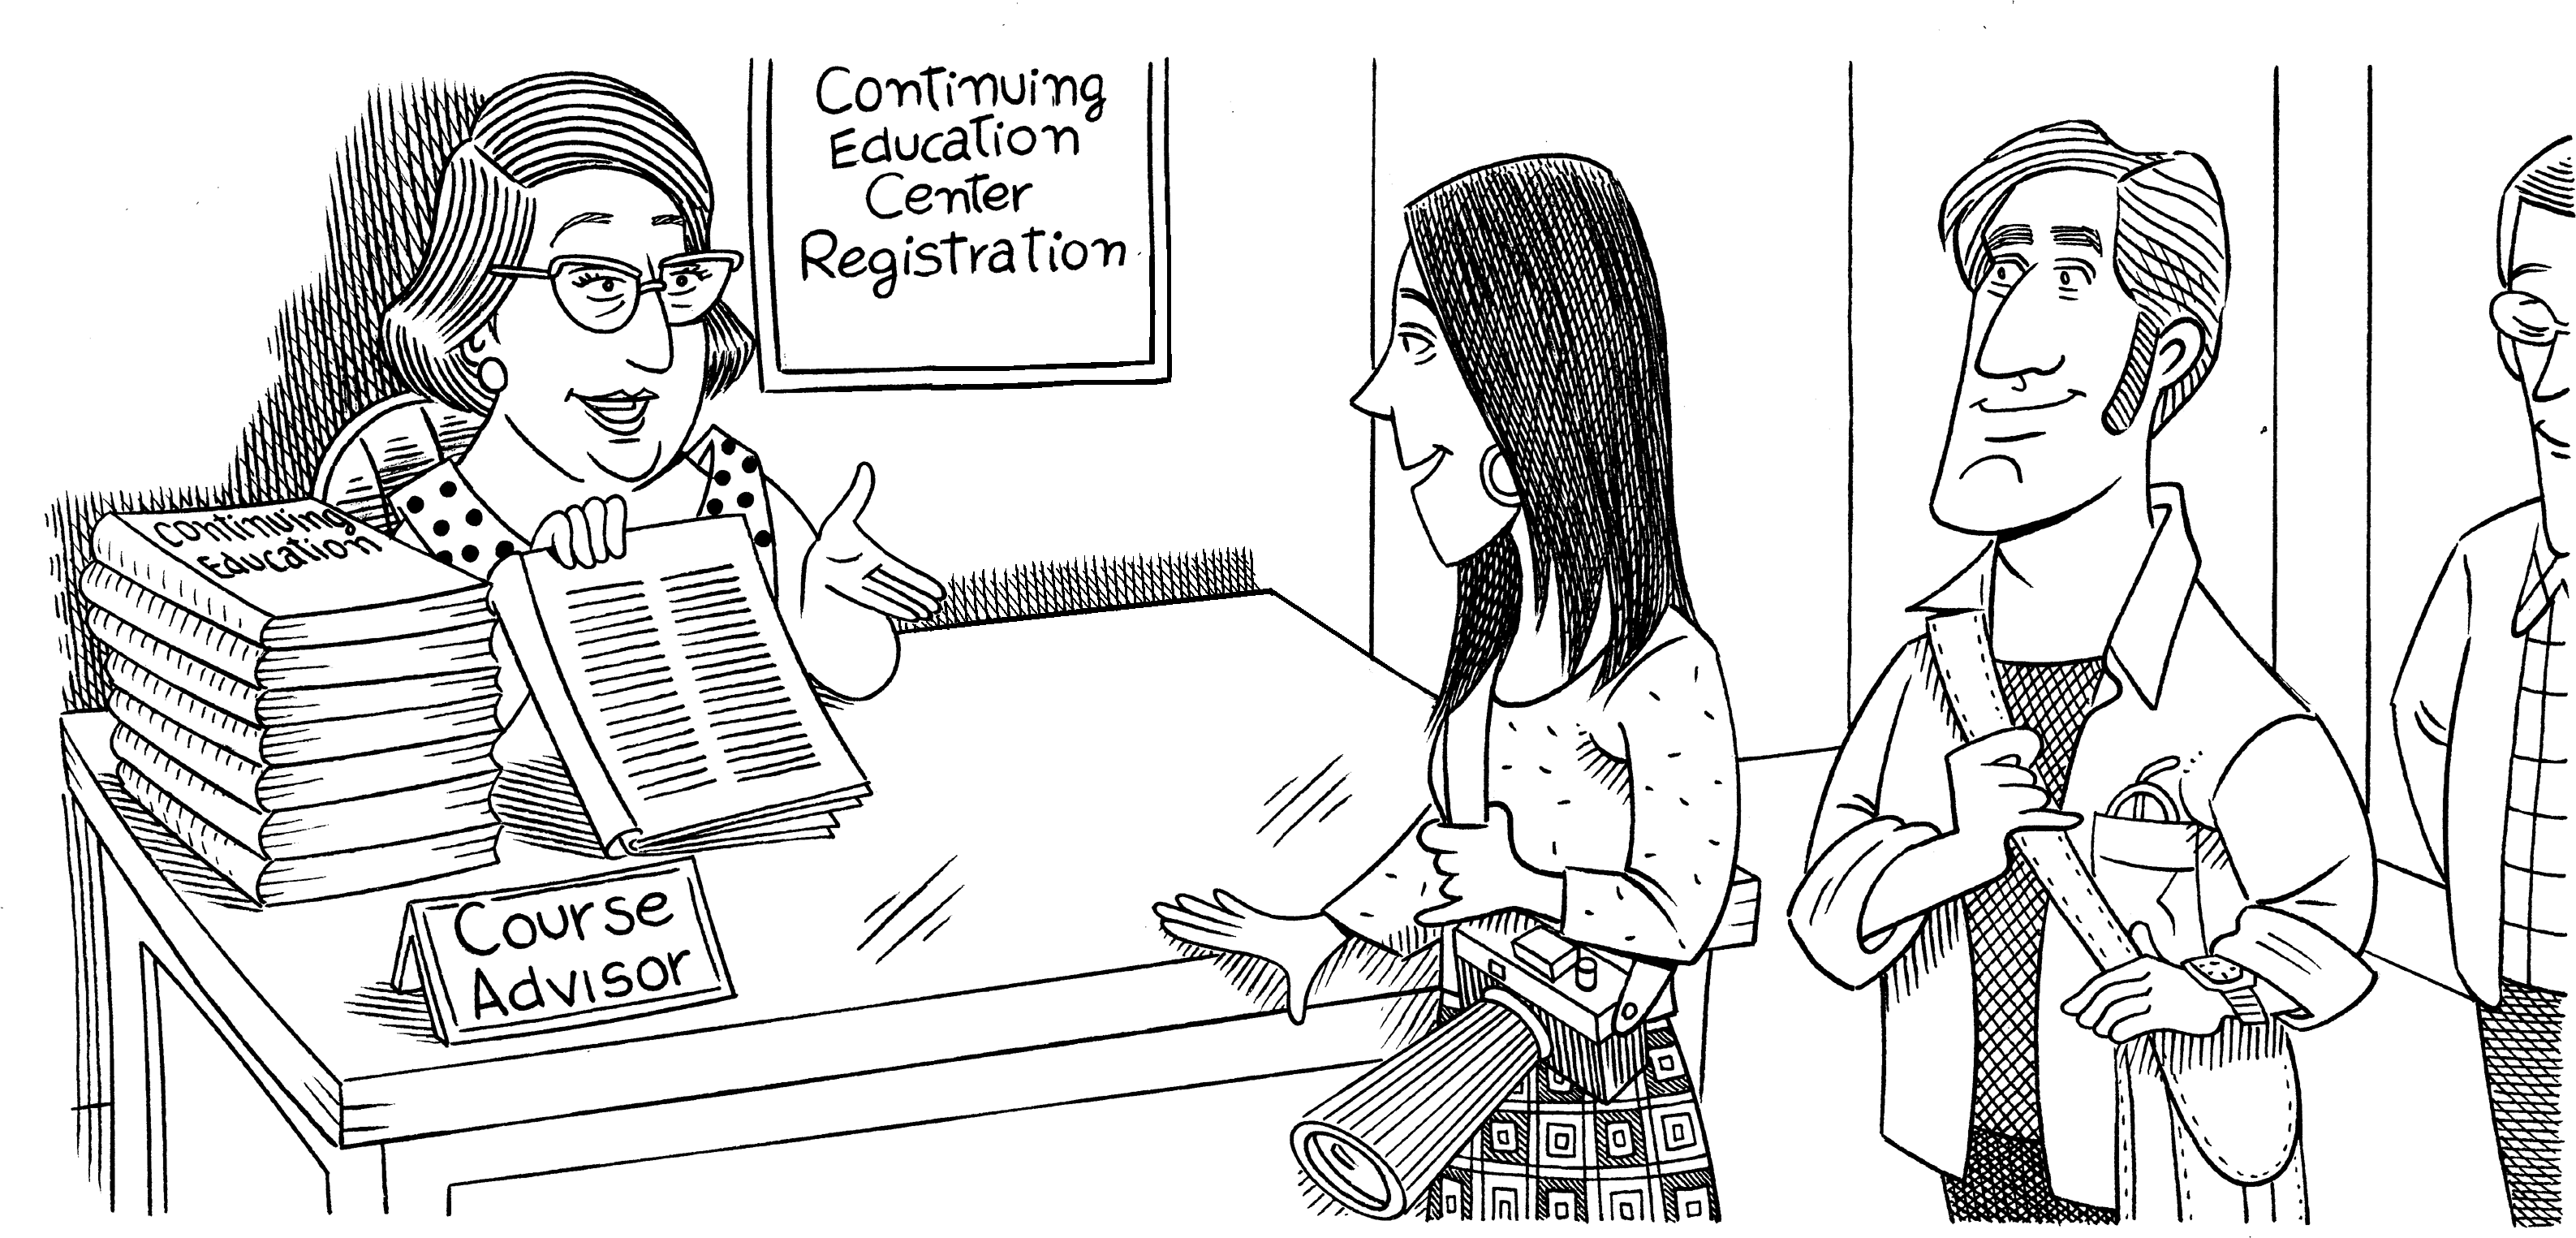 Continuing
Education
Center
Registration
Continuing
Education
Course
Advisor